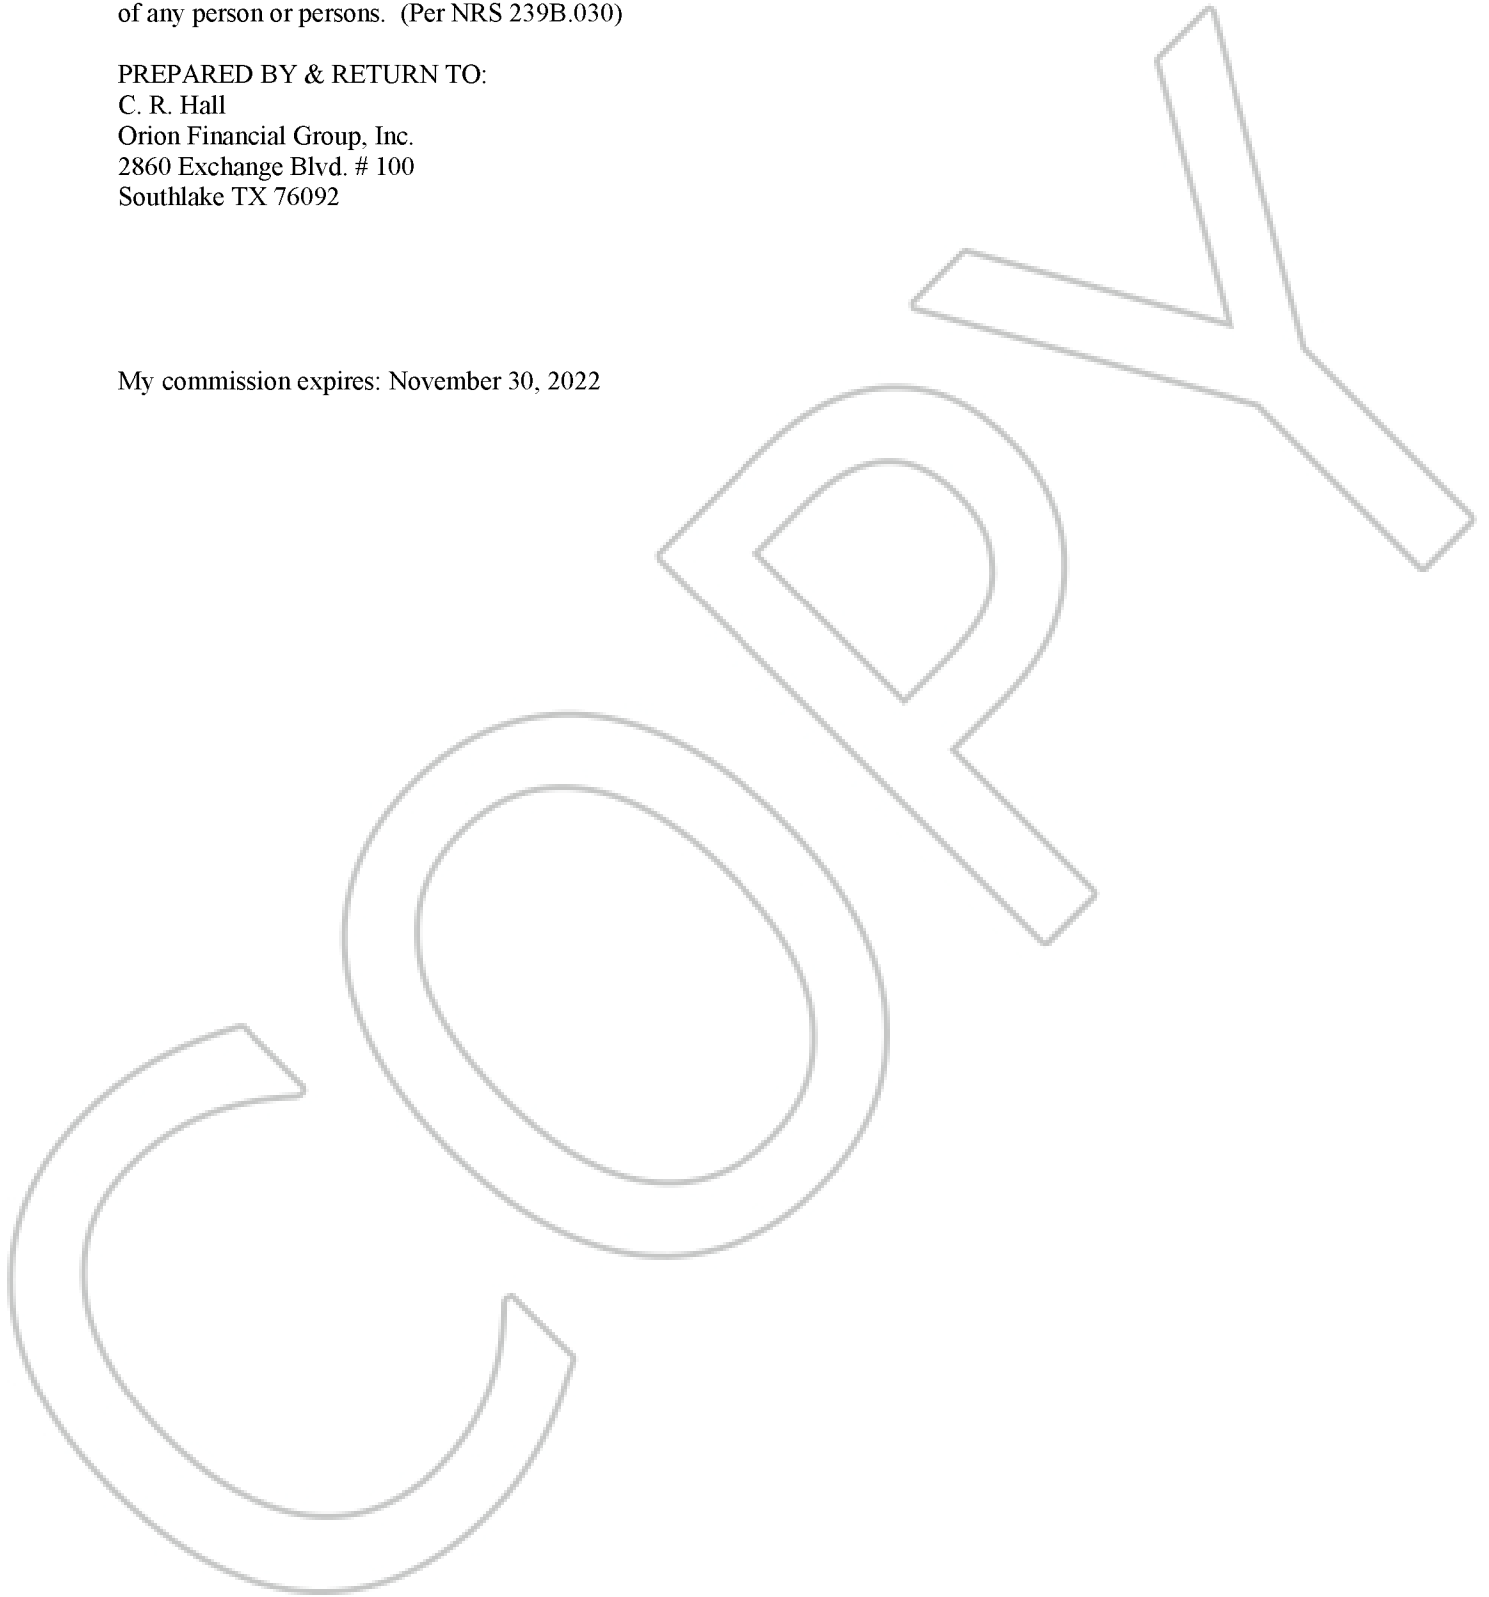 of any person or persons.  (Per NRS 239B.030)
PREPARED BY & RETURN TO:
C. R. Hall
Orion Financial Group, Inc.
2860 Exchange Blvd. # 100
Southlake TX 76092
My commission expires: November 30, 2022
COPY